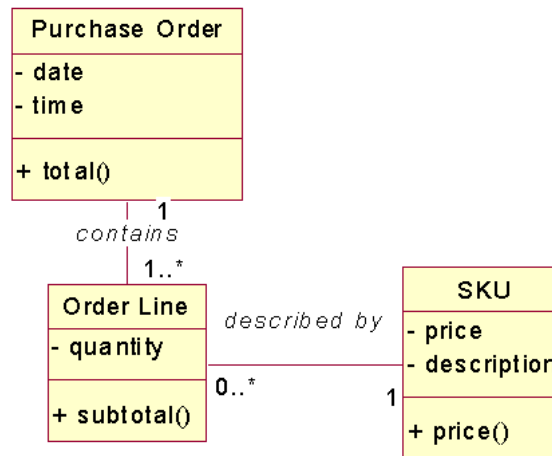 Purchase Order
- date
- time
+ total()
1
contains
1..*
Order Line
- quantity
+ subtotal()
described by
0..*
1
SKU
- price
- description
+ price()